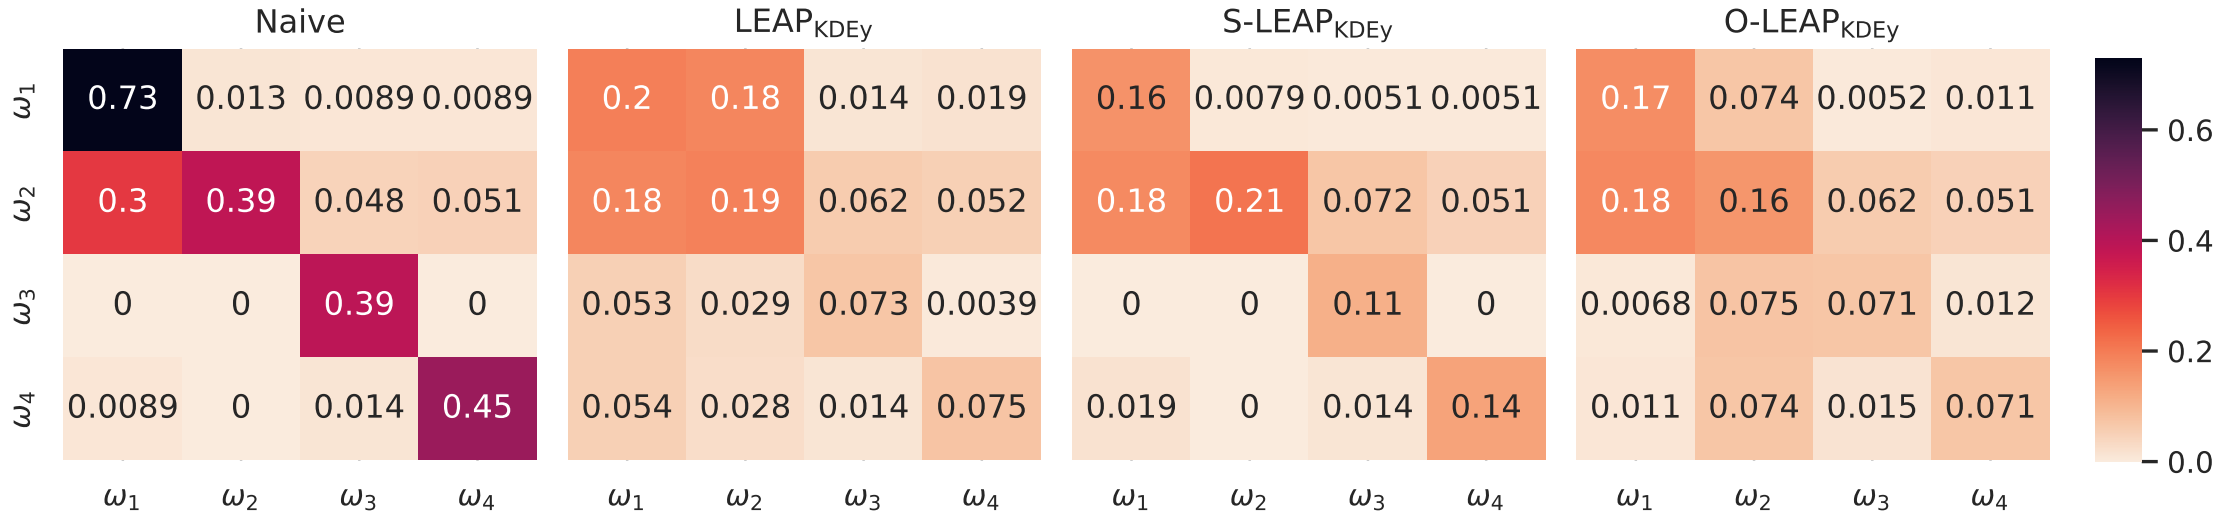 Naive LEAP_KDEy S-LEAP_KDEy O-LEAP_KDEy
ω₁ 0.73 0.013 0.0089 0.0089 0.2 0.18 0.014 0.019 0.16 0.0079 0.0051 0.0051 0.17 0.074 0.0052 0.011
0.6
ω₂ 0.3 0.39 0.048 0.051 0.18 0.19 0.062 0.052 0.18 0.21 0.072 0.051 0.18 0.16 0.062 0.051
0.4
ω₃ 0 0 0.39 0 0.053 0.029 0.073 0.0039 0 0 0.11 0 0.0068 0.075 0.071 0.012
0.2
ω₄ 0.0089 0 0.014 0.45 0.054 0.028 0.014 0.075 0.019 0 0.014 0.14 0.011 0.074 0.015 0.071
0.0
ω₁ ω₂ ω₃ ω₄ ω₁ ω₂ ω₃ ω₄ ω₁ ω₂ ω₃ ω₄ ω₁ ω₂ ω₃ ω₄